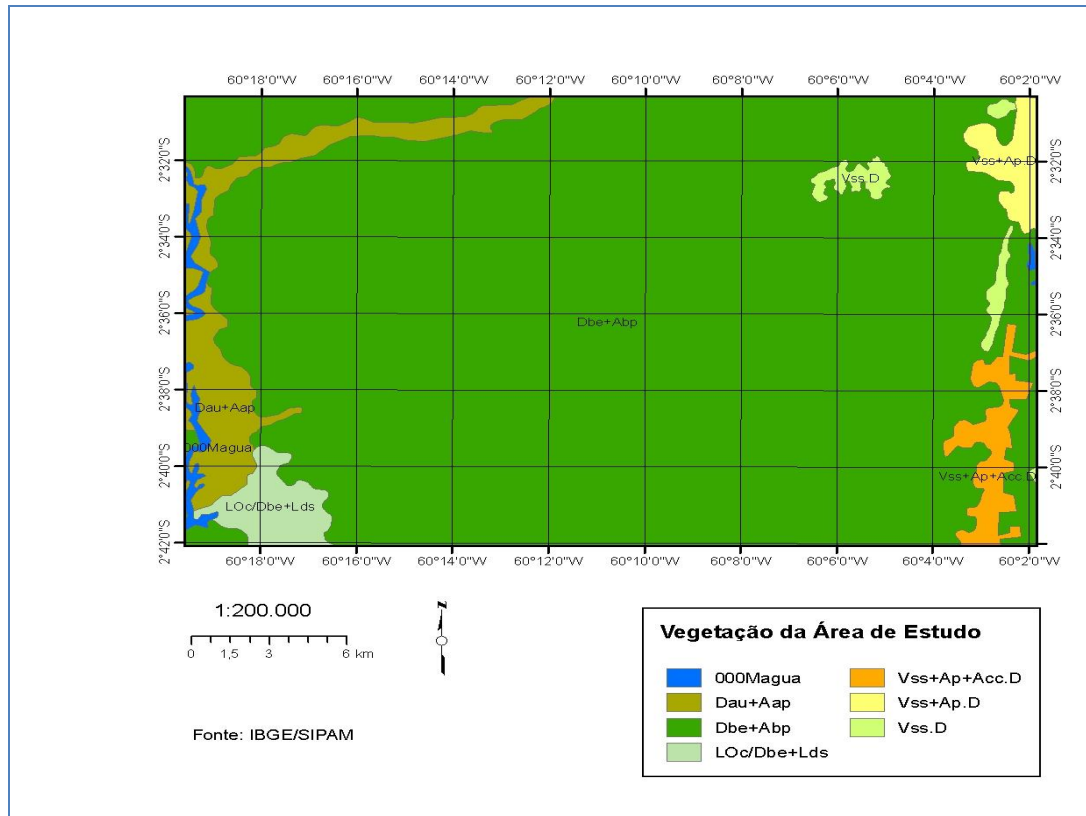 60°18'0"W 60°16'0"W 60°14'0"W 60°12'0"W 60°10'0"W 60°8'0"W 60°6'0"W 60°4'0"W 60°2'0"W
2°32'0"S
2°34'0"S
2°36'0"S
2°38'0"S
2°40'0"S
2°42'0"S
Vss+Ap.D
Vss.D
Dbe+Abp
Dau+Aap
000Magua
Vss+Ap+Acc.D
LOc/Dbe+Lds
2°32'0"S
2°34'0"S
2°36'0"S
2°38'0"S
2°40'0"S
60°18'0"W 60°16'0"W 60°14'0"W 60°12'0"W 60°10'0"W 60°8'0"W 60°6'0"W 60°4'0"W 60°2'0"W
1:200.000
0 1,5 3 6 km
z
Fonte: IBGE/SIPAM
Vegetação da Área de Estudo
000Magua
Dau+Aap
Dbe+Abp
LOc/Dbe+Lds
Vss+Ap+Acc.D
Vss+Ap.D
Vss.D